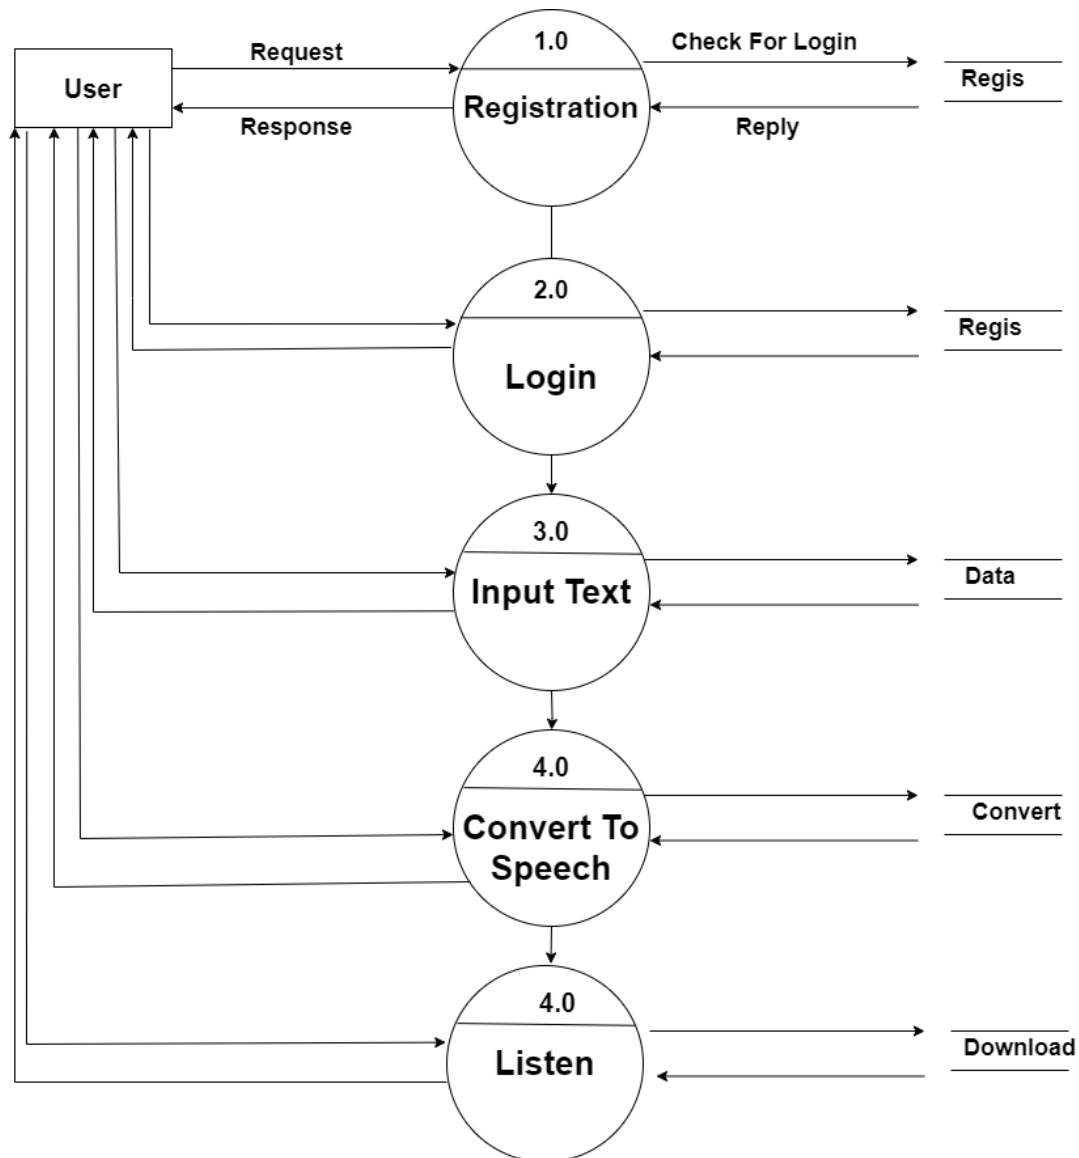 User
Request
Response
1.0
Registration
Check For Login
Reply
Regis
2.0
Login
Regis
3.0
Input Text
Data
4.0
Convert To
Speech
Convert
4.0
Listen
Download